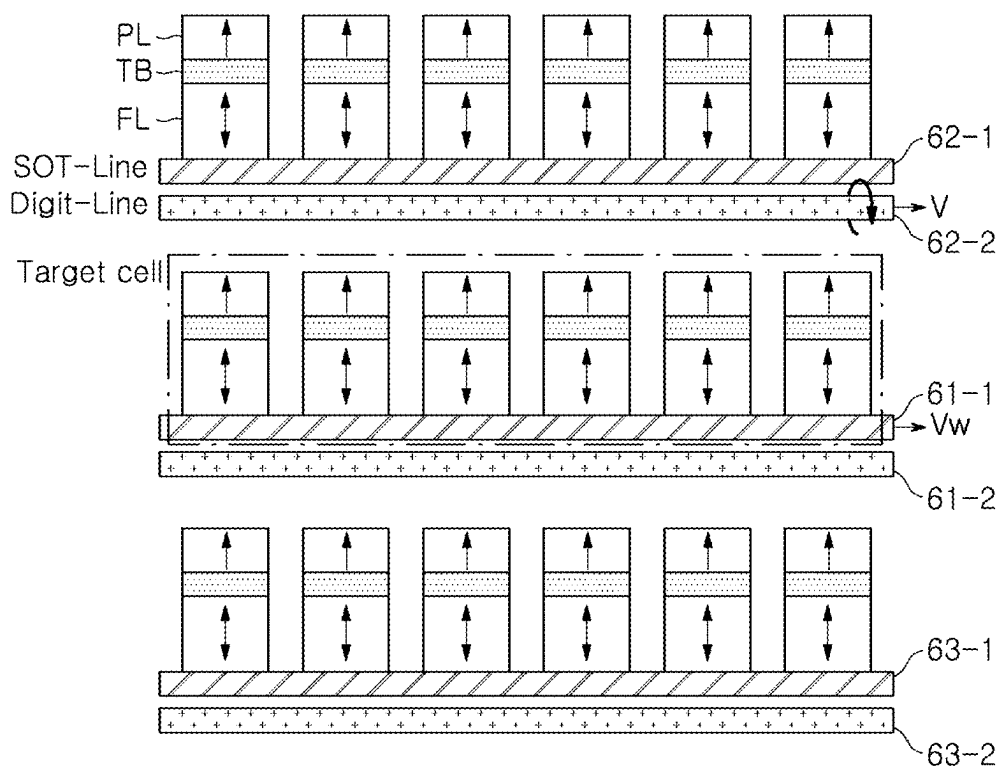 PL
TB
FL
SOT-Line
62-1
Digit-Line
V
62-2
Target cell
61-1
Vw
61-2
63-1
63-2